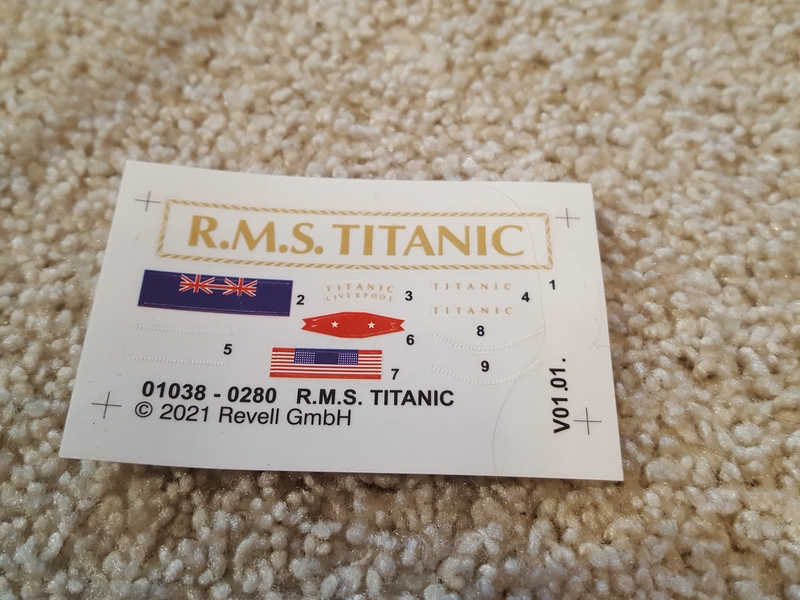 R.M.S. TITANIC
1
2
TITANIC
LIVERPOOL
3
TITANIC
4
TITANIC
5
6
8
7
9
01038 - 0280 R.M.S. TITANIC
© 2021 Revell GmbH
V01.01.